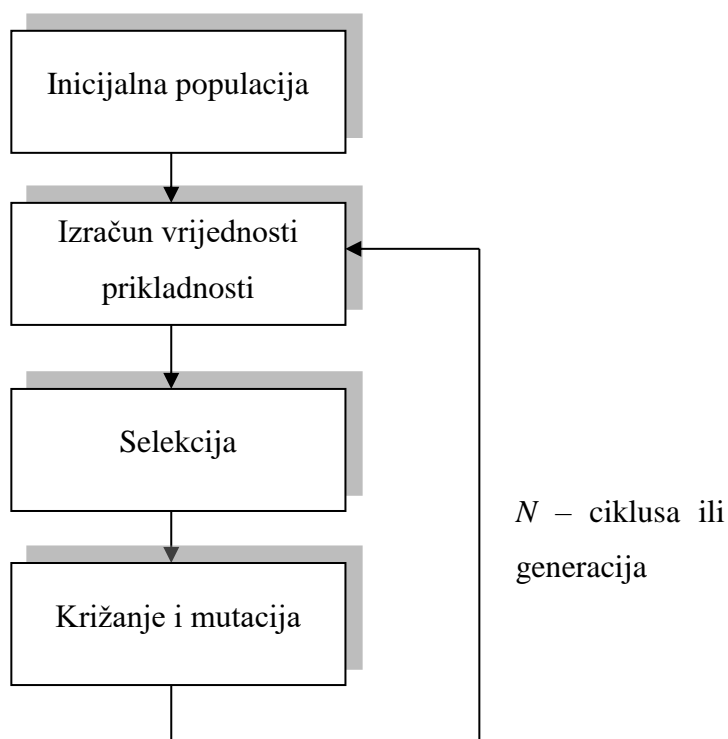 Inicijalna populacija
Izračun vrijednosti
prikladnosti
Selekcija
N – ciklusa ili
generacija
Križanje i mutacija